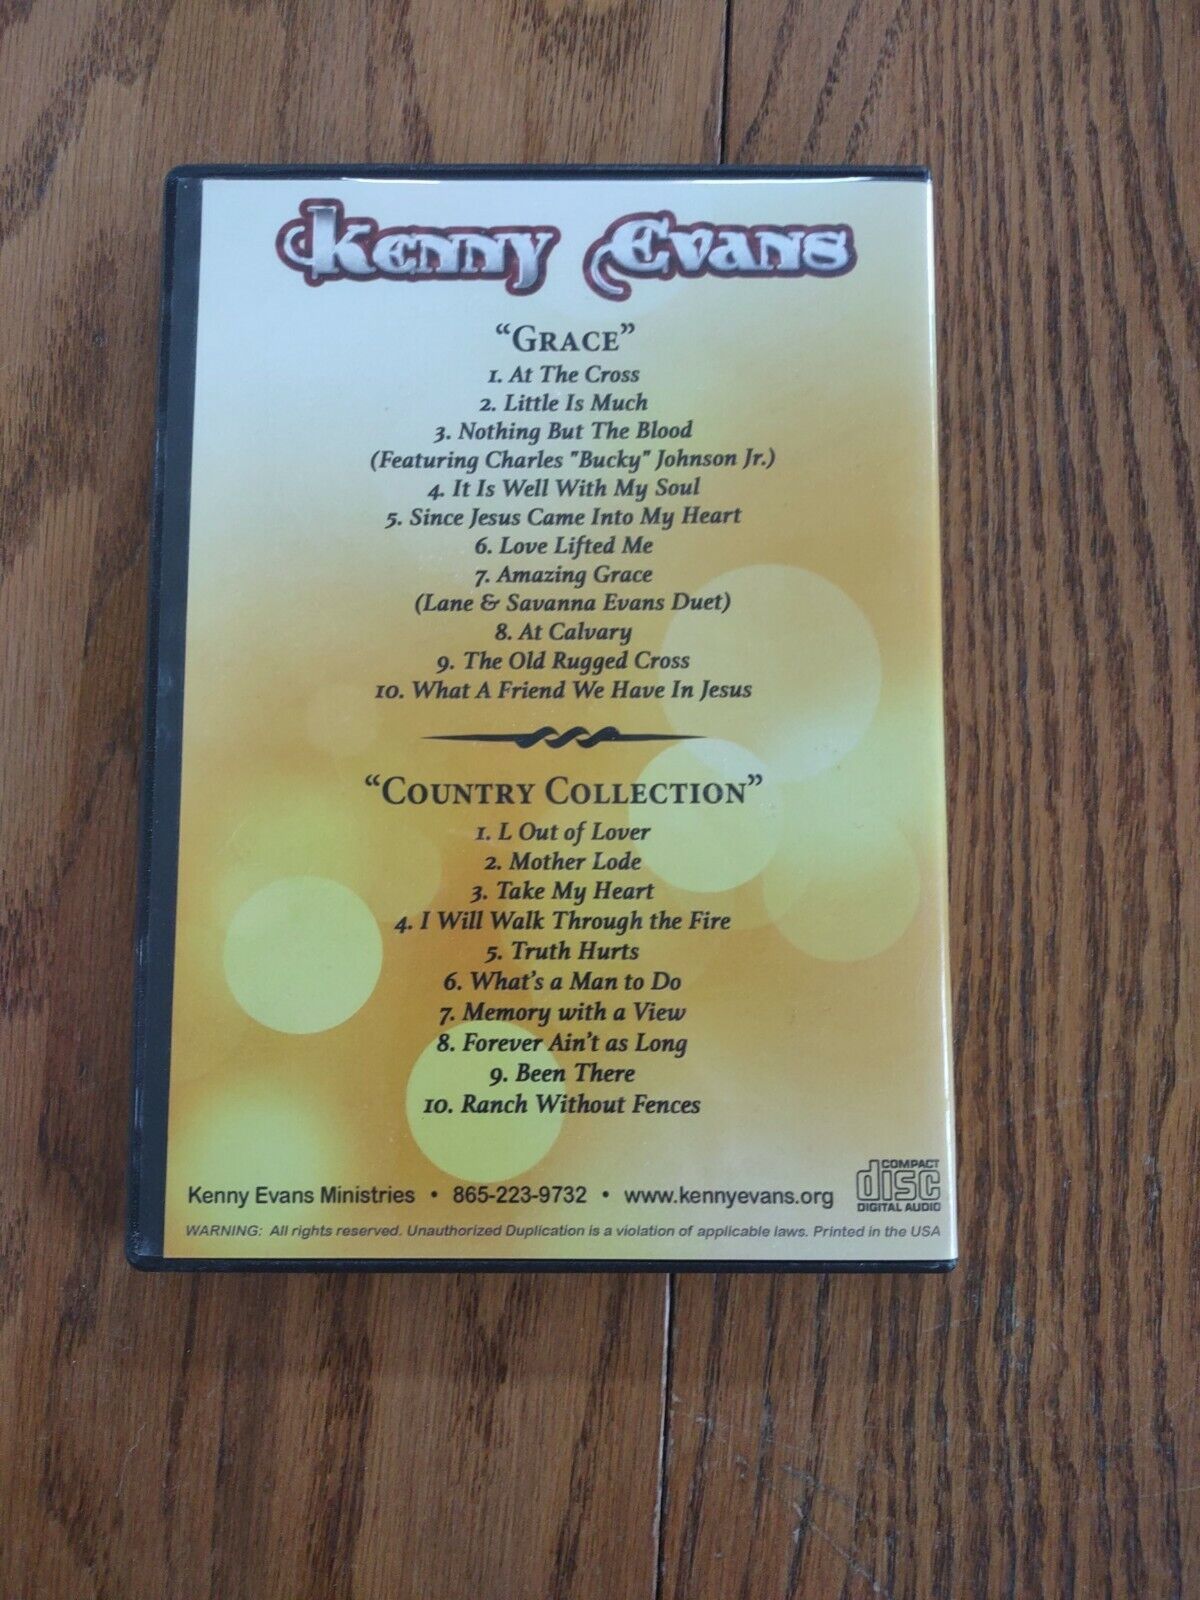 Kenny Evans
“Grace”
1. At The Cross
2. Little Is Much
3. Nothing But The Blood
(Featuring Charles "Bucky" Johnson Jr.)
4. It Is Well With My Soul
5. Since Jesus Came Into My Heart
6. Love Lifted Me
7. Amazing Grace
(Lane & Savanna Evans Duet)
8. At Calvary
9. The Old Rugged Cross
10. What A Friend We Have In Jesus
“Country Collection”
1. L Out of Lover
2. Mother Lode
3. Take My Heart
4. I Will Walk Through the Fire
5. Truth Hurts
6. What’s a Man to Do
7. Memory with a View
8. Forever Ain’t as Long
9. Been There
10. Ranch Without Fences
Kenny Evans Ministries • 865-223-9732 • www.kennyevans.org
COMPACT
disc
DIGITAL AUDIO
WARNING: All rights reserved. Unauthorized Duplication is a violation of applicable laws. Printed in the USA